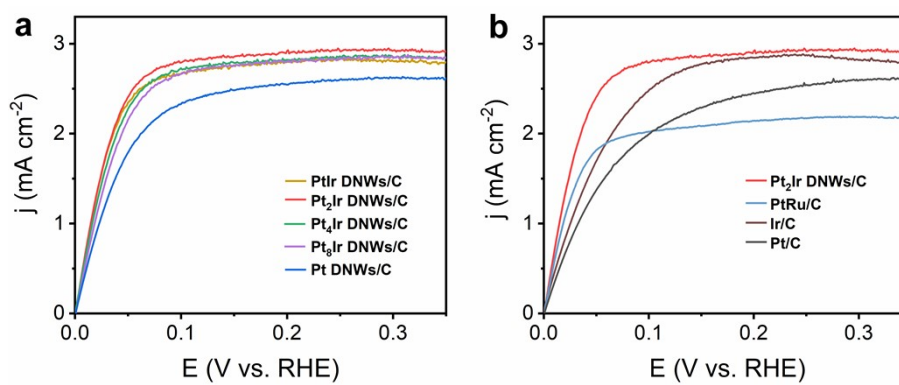 a
j (mA cm⁻²)
3
2
1
0
0.0 0.1 0.2 0.3
E (V vs. RHE)
PtIr DNWs/C
Pt₂Ir DNWs/C
Pt₄Ir DNWs/C
Pt₈Ir DNWs/C
Pt DNWs/C
b
j (mA cm⁻²)
3
2
1
0
0.0 0.1 0.2 0.3
E (V vs. RHE)
Pt₂Ir DNWs/C
PtRu/C
Ir/C
Pt/C